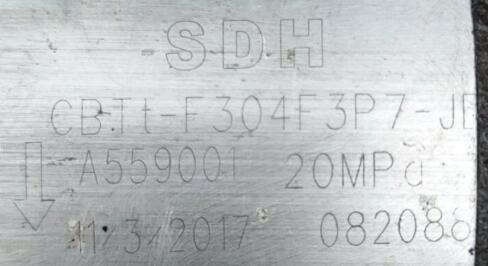 SDH
CBTt-F304F3P7-J
A559001 20MPa
11/3/2017 082086